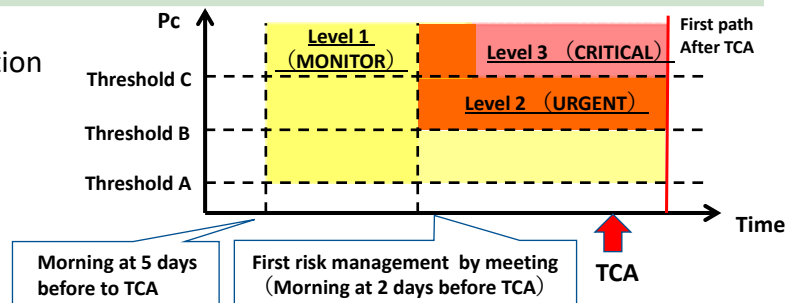 Pc
First path
After TCA
tion
Level 1
（MONITOR）
Level 3 （CRITICAL）
Threshold C
Level 2 （URGENT）
Threshold B
Threshold A
Time
Morning at 5 days
before to TCA
First risk management by meeting
（Morning at 2 days before TCA）
TCA